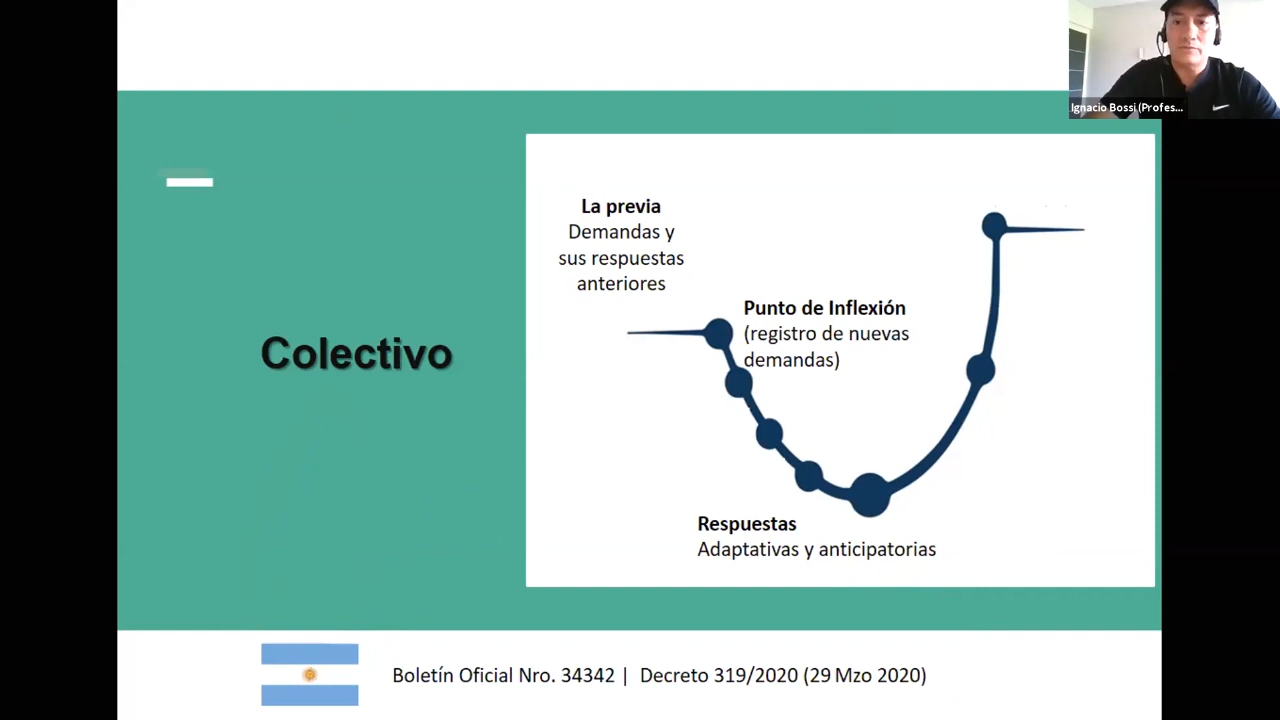 Ignacio Bossi (Profes...
La previa
Demandas y
sus respuestas
anteriores
Punto de Inflexión
(registro de nuevas
demandas)
Colectivo
Respuestas
Adaptativas y anticipatorias
Boletín Oficial Nro. 34342 | Decreto 319/2020 (29 Mzo 2020)